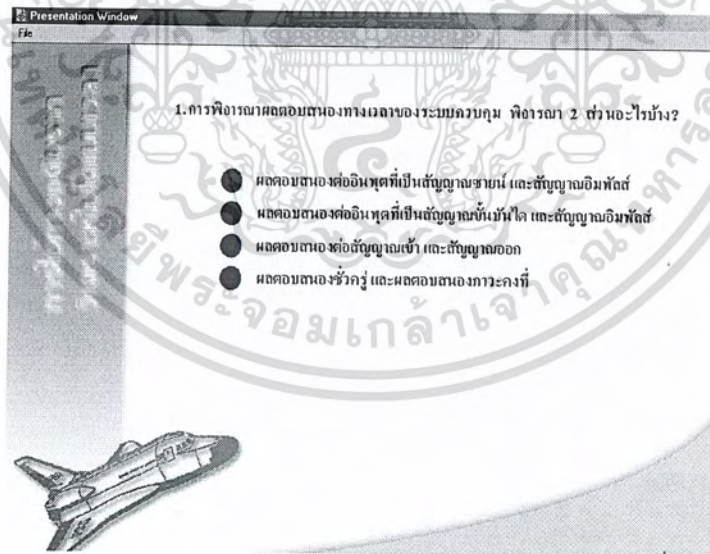 Presentation Window
File
1.การพิจารณาผลตอบสนองทางเวลาของระบบควบคุม พิจารณา 2 ส่วนอะไรบ้าง?
ผลตอบสนองต่ออินพุตที่เป็นสัญญาณซายน์ และสัญญาณอิมพัลส์
ผลตอบสนองต่ออินพุตที่เป็นสัญญาณขั้นบันได และสัญญาณอิมพัลส์
ผลตอบสนองต่อสัญญาณเข้า และสัญญาณออก
ผลตอบสนองชั่วครู่ และผลตอบสนองภาวะคงที่